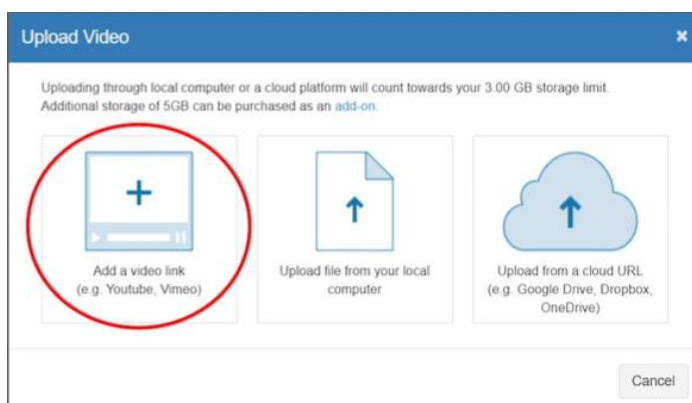 Upload Video
Uploading through local computer or a cloud platform will count towards your 3.00 GB storage limit.
Additional storage of 5GB can be purchased as an add-on.
Add a video link
(e.g. Youtube, Vimeo)
Upload file from your local
computer
Upload from a cloud URL
(e.g. Google Drive, Dropbox,
OneDrive)
Cancel